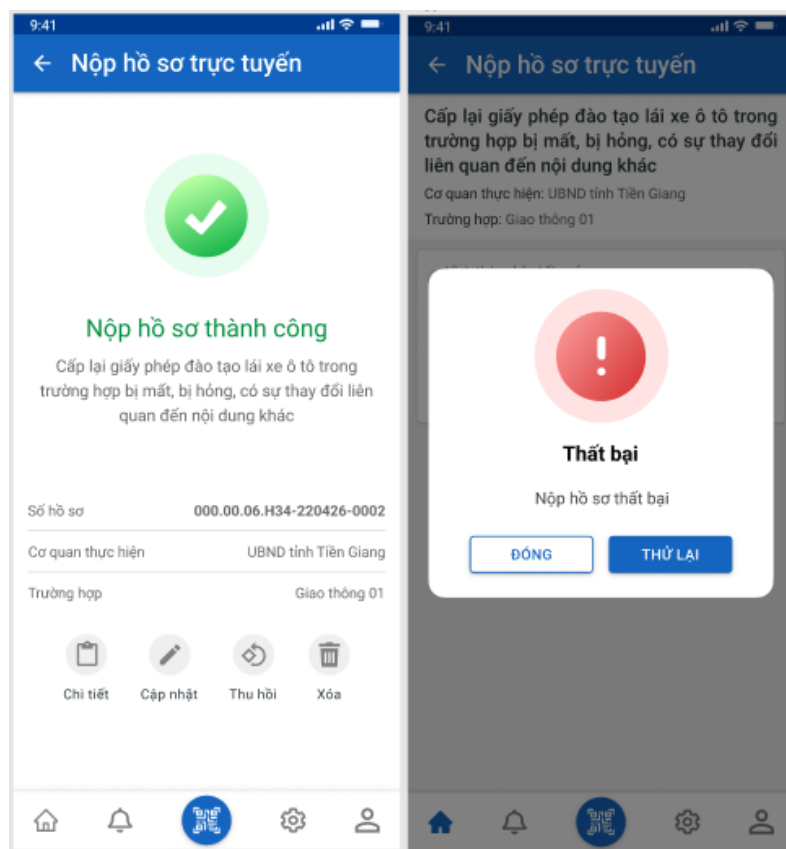 9:41
Nộp hồ sơ trực tuyến
Nộp hồ sơ thành công
Cấp lại giấy phép đào tạo lái xe ô tô trong
trường hợp bị mất, bị hỏng, có sự thay đổi liên
quan đến nội dung khác
Số hồ sơ 000.00.06.H34-220426-0002
Cơ quan thực hiện UBND tỉnh Tiền Giang
Trường hợp Giao thông 01
Chi tiết Cập nhật Thu hồi Xóa
9:41
Nộp hồ sơ trực tuyến
Cấp lại giấy phép đào tạo lái xe ô tô trong
trường hợp bị mất, bị hỏng, có sự thay đổi
liên quan đến nội dung khác
Cơ quan thực hiện: UBND tỉnh Tiền Giang
Trường hợp: Giao thông 01
Thất bại
Nộp hồ sơ thất bại
ĐÓNG THỬ LẠI